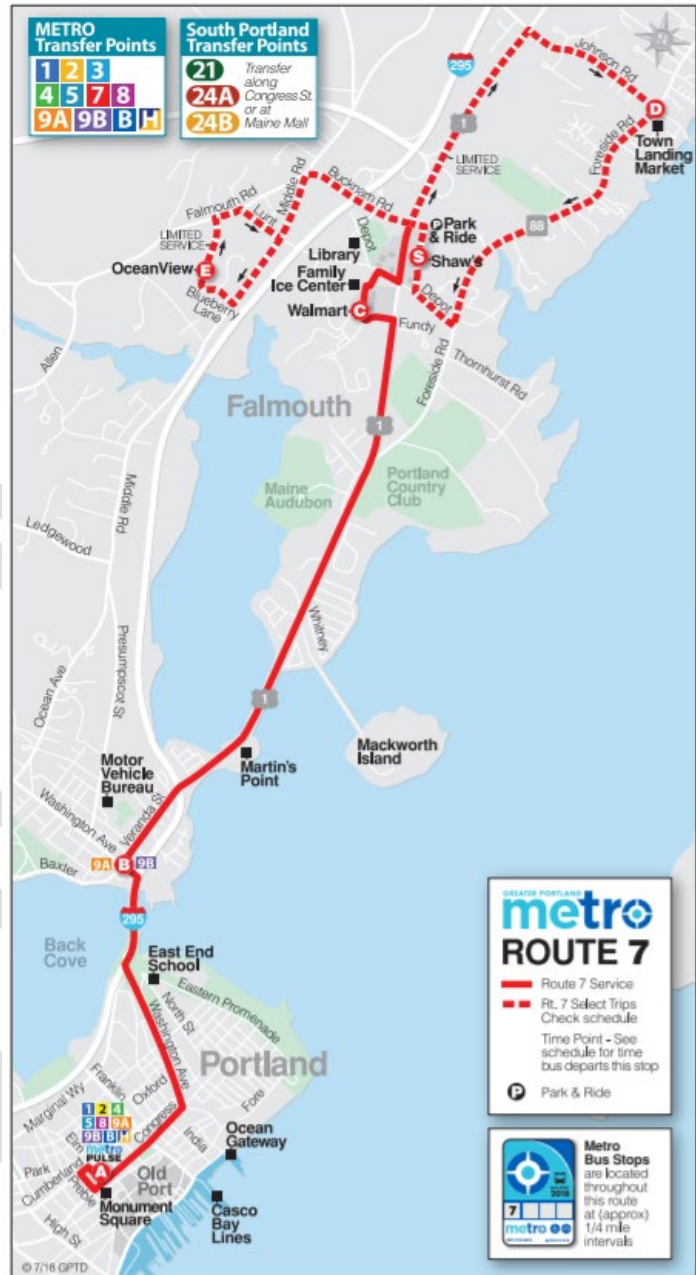 METRO
Transfer Points
1 2 3
4 5 7 8
9A 9B B H
South Portland
Transfer Points
21
24A
24B
Transfer
along
Congress St.
or at
Maine Mall
295
Johnson Rd
D
Town
Landing
Market
1
LIMITED
SERVICE
Foreside Rd
88
Bucknam Rd
Middle Rd
Falmouth Rd
Lunt
LIMITED
SERVICE
OceanView
E
Blueberry
Lane
Depot
P Park
& Ride
S
Shaw's
Library
Family
Ice Center
Walmart
C
Depot
Fundy
Thornhurst Rd
Foreside Rd
Allen
Falmouth
1
Maine
Audubon
Portland
Country
Club
Middle Rd
Ledgewood
Presumpscot St
Ocean Ave
Whitney
1
Mackworth
Island
Martin's
Point
Motor
Vehicle
Bureau
Washington Ave
Veranda St
Baxter
9A B 9B
295
Back
Cove
East End
School
Eastern Promenade
North St
Washington Ave
Portland
Marginal Wy
Franklin
Oxford
Congress
Fore
India
1 2 4
5 8 9A
9B B H
metro
PULSE
Elm
Park
Cumberland
Preble
A
Ocean
Gateway
Old
Port
Monument
Square
Casco
Bay
Lines
High St
© 7/18 GPTD
GREATER PORTLAND
metro
ROUTE 7
Route 7 Service
Rt. 7 Select Trips
Check schedule
Time Point - See
schedule for time
bus departs this stop
P Park & Ride
2018
7
metro
Metro
Bus Stops
are located
throughout
this route
at (approx)
1/4 mile
intervals